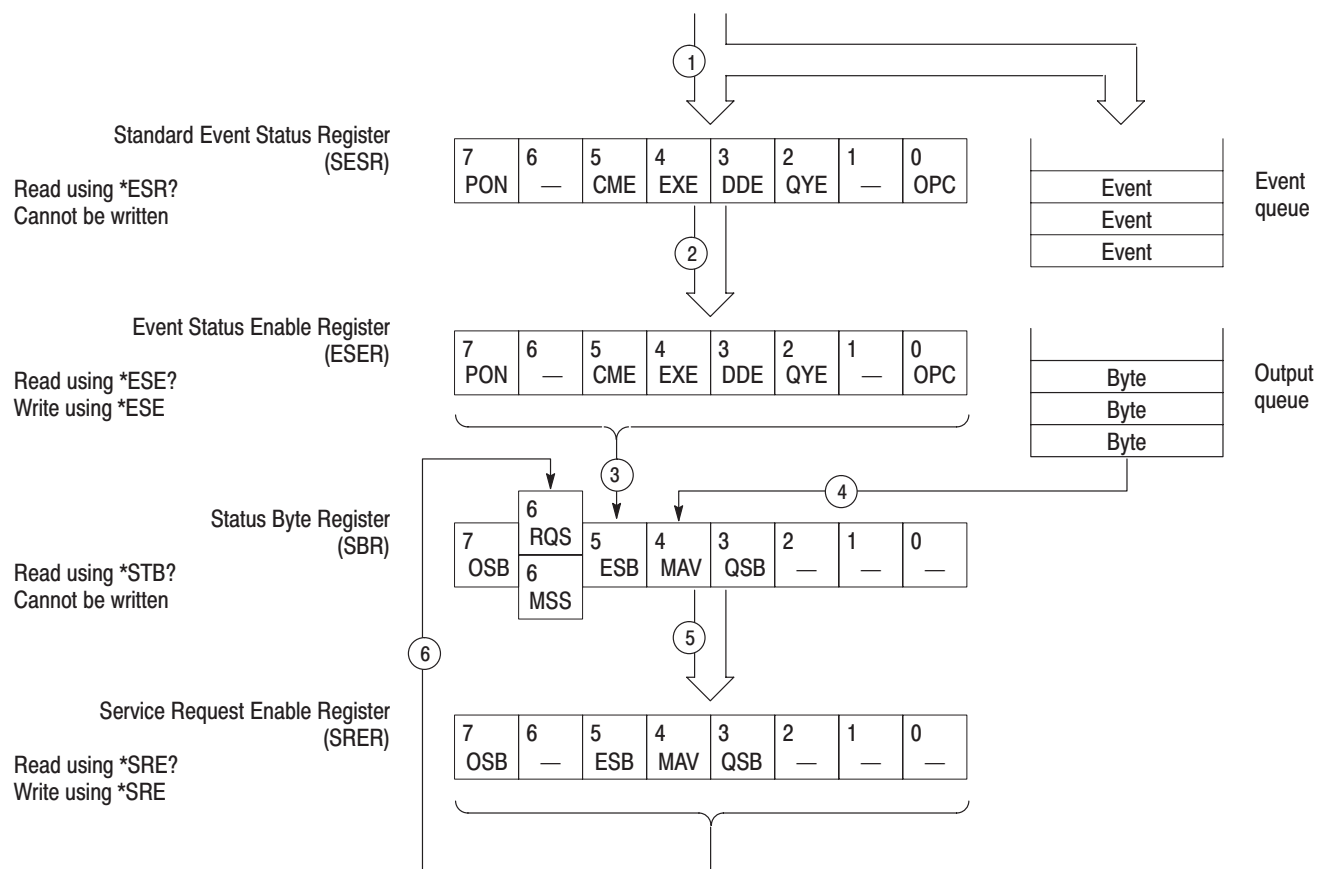 1
Standard Event Status Register
(SESR)
Read using *ESR?
Cannot be written
7 6 5 4 3 2 1 0
PON — CME EXE DDE QYE — OPC
Event
Event
Event
Event
queue
2
Event Status Enable Register
(ESER)
Read using *ESE?
Write using *ESE
7 6 5 4 3 2 1 0
PON — CME EXE DDE QYE — OPC
Byte
Byte
Byte
Output
queue
3
4
Status Byte Register
(SBR)
Read using *STB?
Cannot be written
6
RQS
7 5 4 3 2 1 0
OSB ESB MAV QSB — — —
6
MSS
5
6
Service Request Enable Register
(SRER)
Read using *SRE?
Write using *SRE
7 6 5 4 3 2 1 0
OSB — ESB MAV QSB — — —